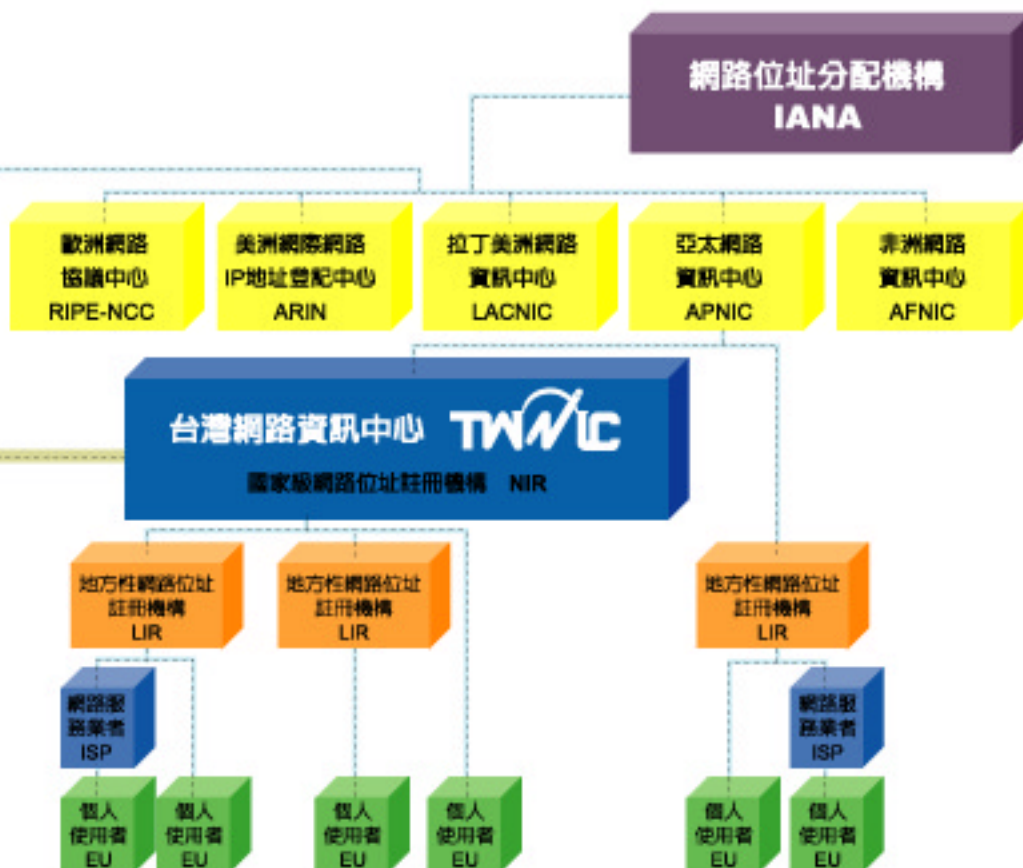 網路位址分配機構
IANA
歐洲網路
協議中心
RIPE-NCC
美洲網際網路
IP地址登記中心
ARIN
拉丁美洲網路
資訊中心
LACNIC
亞太網路
資訊中心
APNIC
非洲網路
資訊中心
AFNIC
台灣網路資訊中心 TWNIC
國家級網路位址註冊機構 NIR
地方性網路位址
註冊機構
LIR
地方性網路位址
註冊機構
LIR
地方性網路位址
註冊機構
LIR
網路服
務業者
ISP
網路服
務業者
ISP
個人
使用者
EU
個人
使用者
EU
個人
使用者
EU
個人
使用者
EU
個人
使用者
EU
個人
使用者
EU